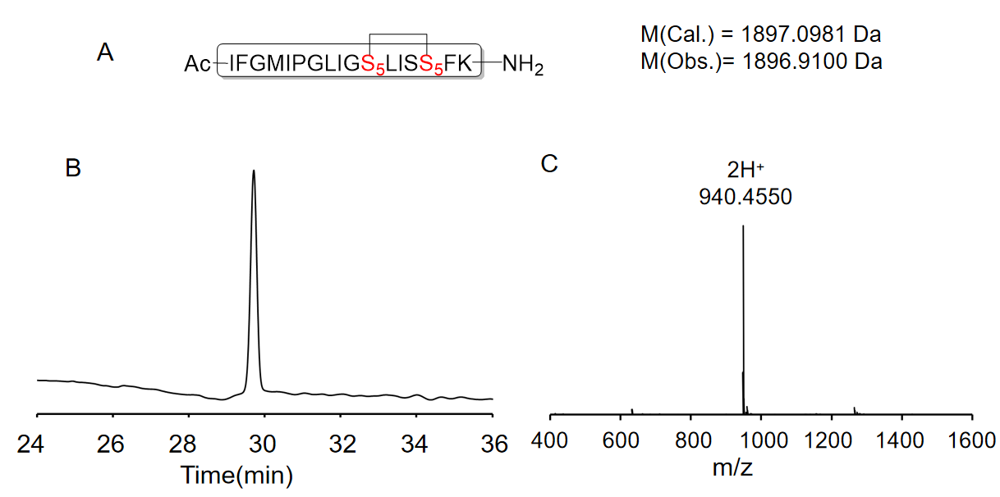 A
Ac IFGMIPGLIGS5LISS5FK NH2
M(Cal.) = 1897.0981 Da
M(Obs.)= 1896.9100 Da
B
24 26 28 30 32 34 36
Time(min)
C
2H+
940.4550
400 600 800 1000 1200 1400 1600
m/z